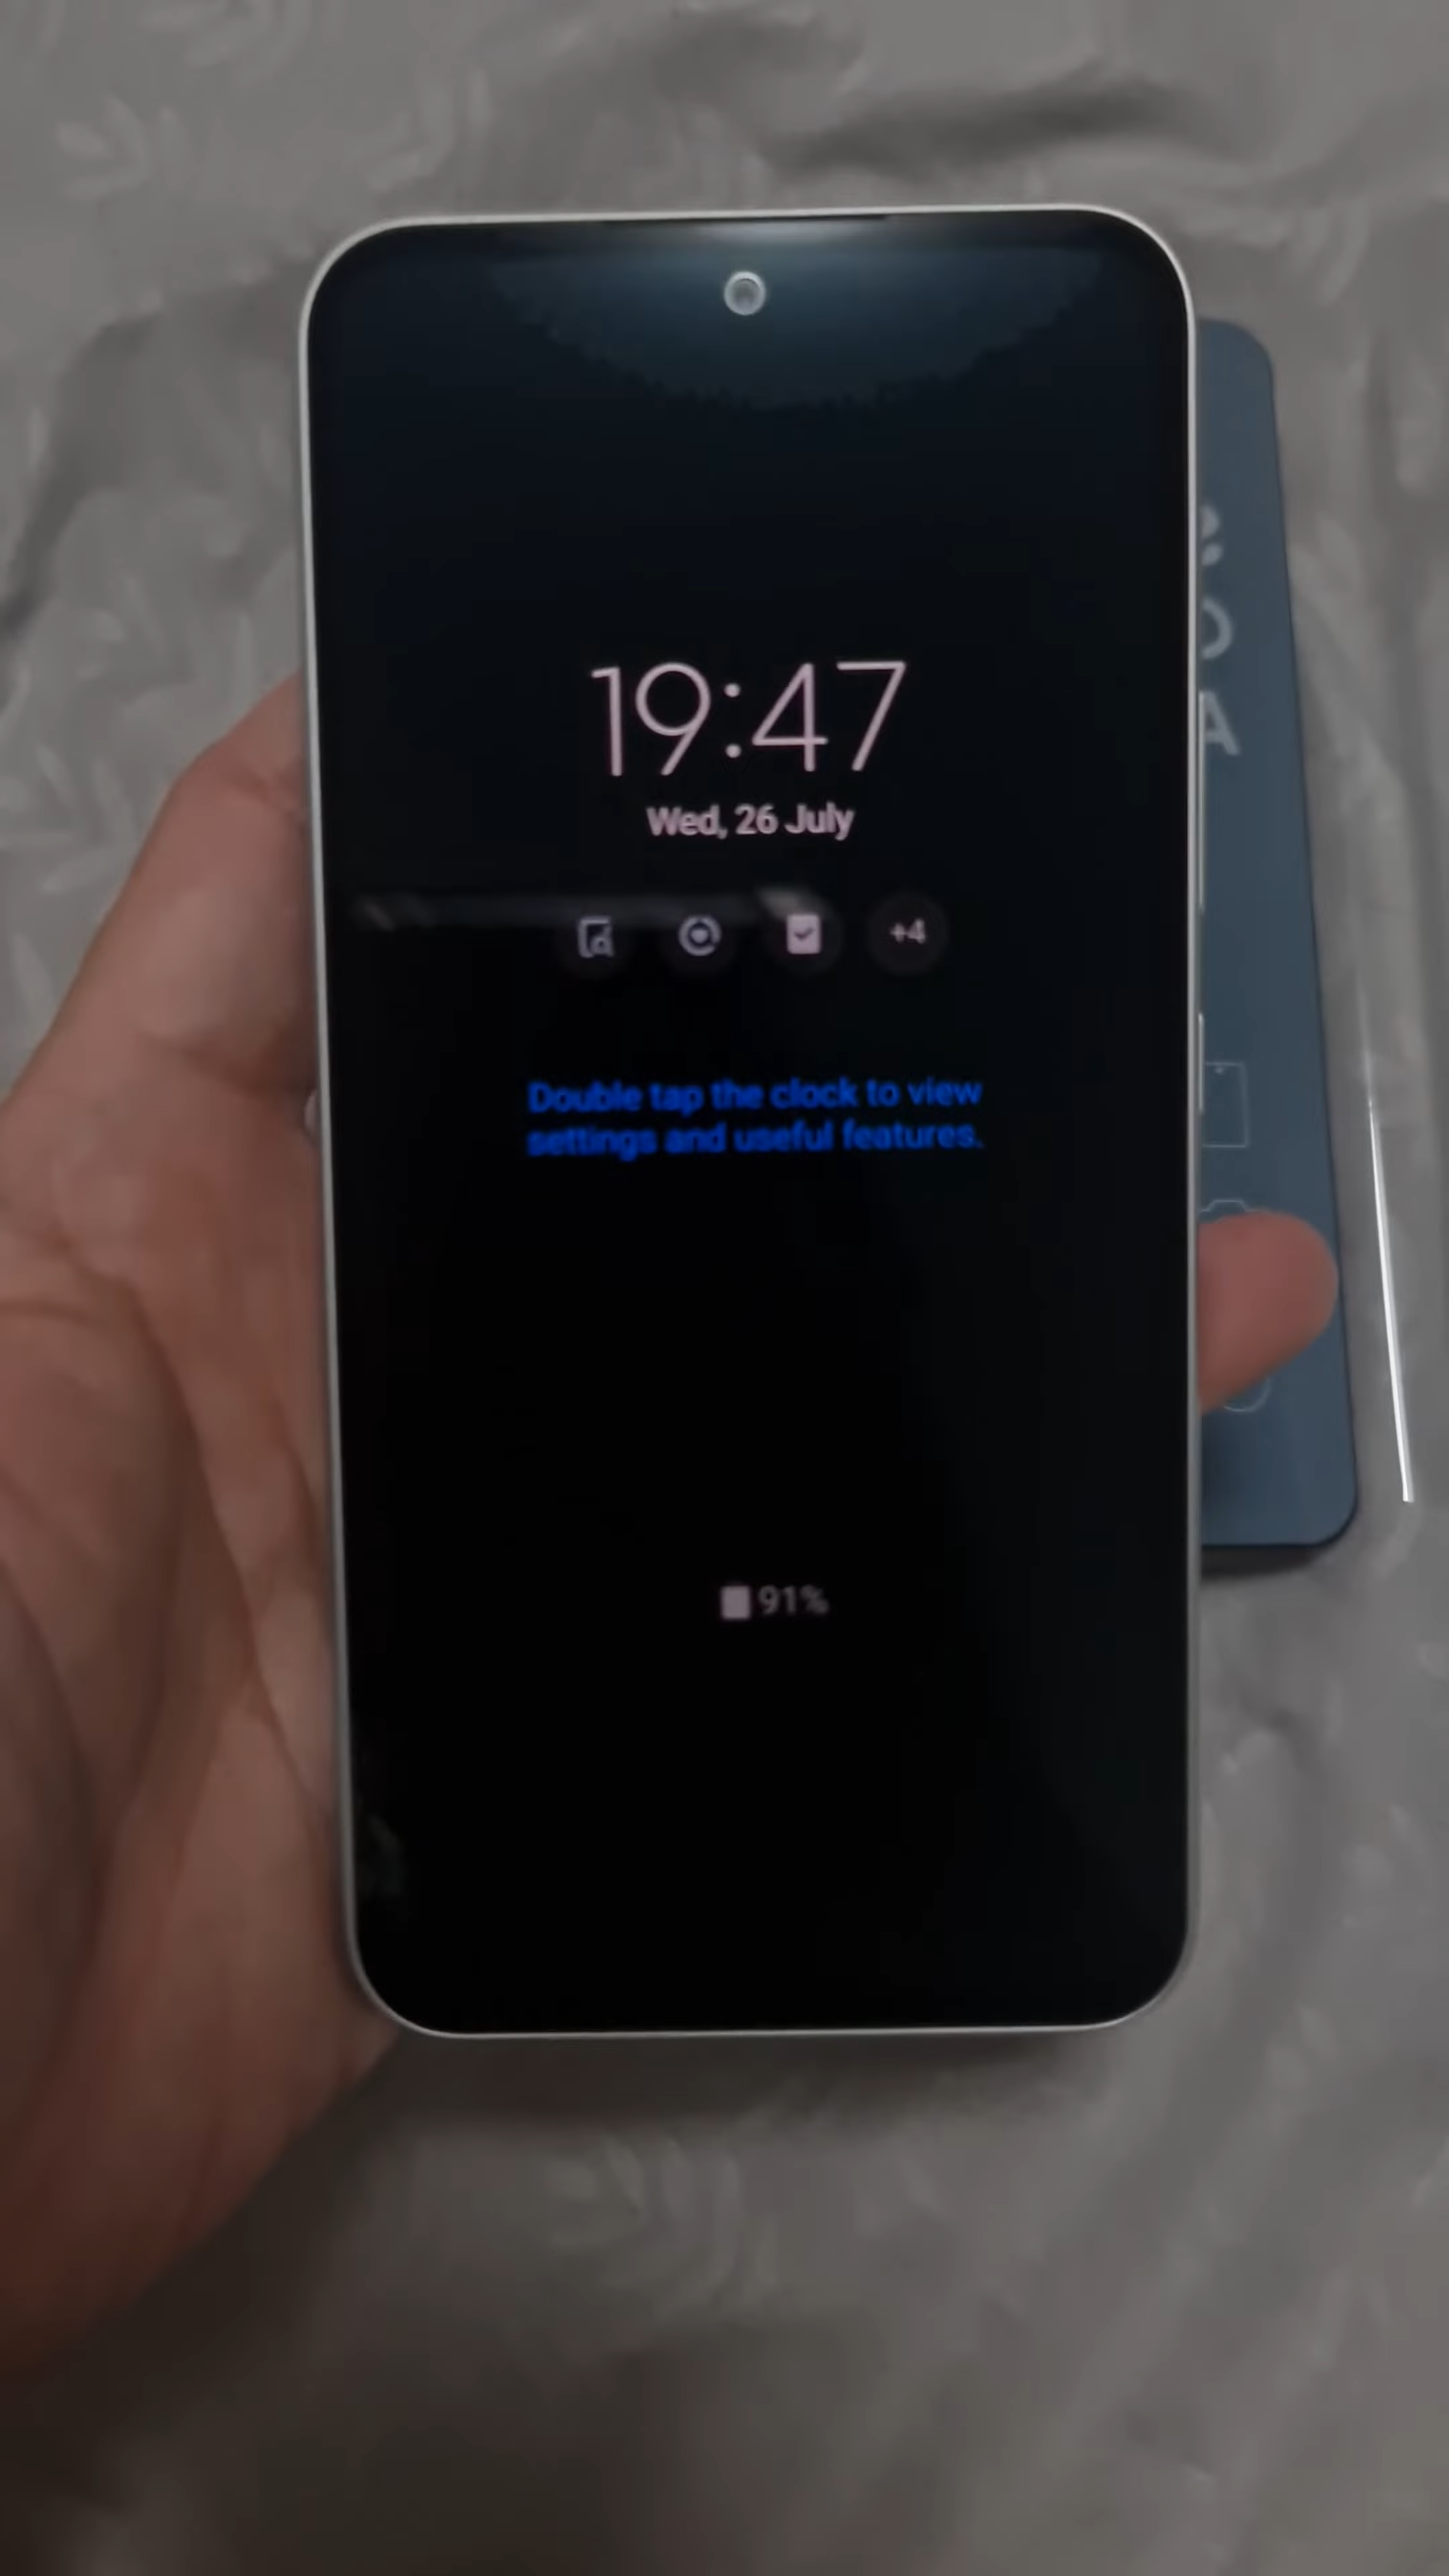 19:47
Wed, 26 July
+4
Double tap the clock to view
settings and useful features.
91%
O
A